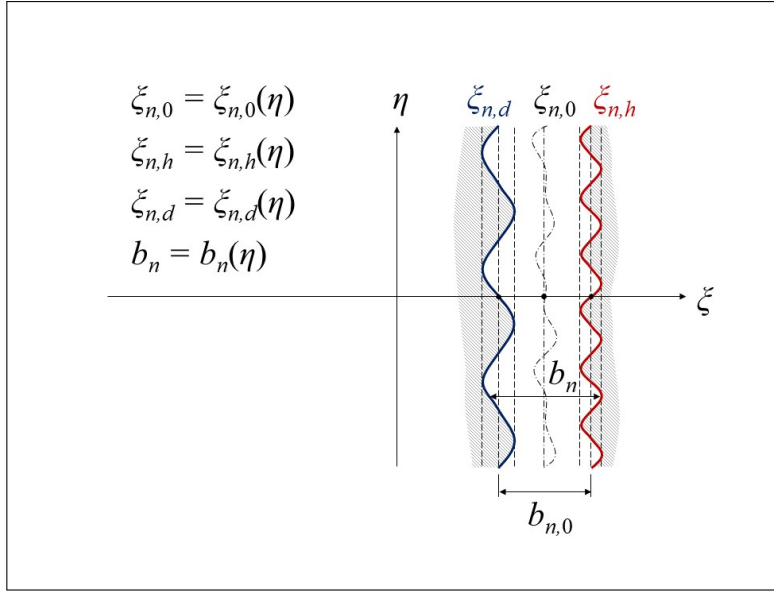 ξn,0 = ξn,0(η)
ξn,h = ξn,h(η)
ξn,d = ξn,d(η)
bn = bn(η)
η
ξn,d
ξn,0
ξn,h
ξ
bn
bn,0